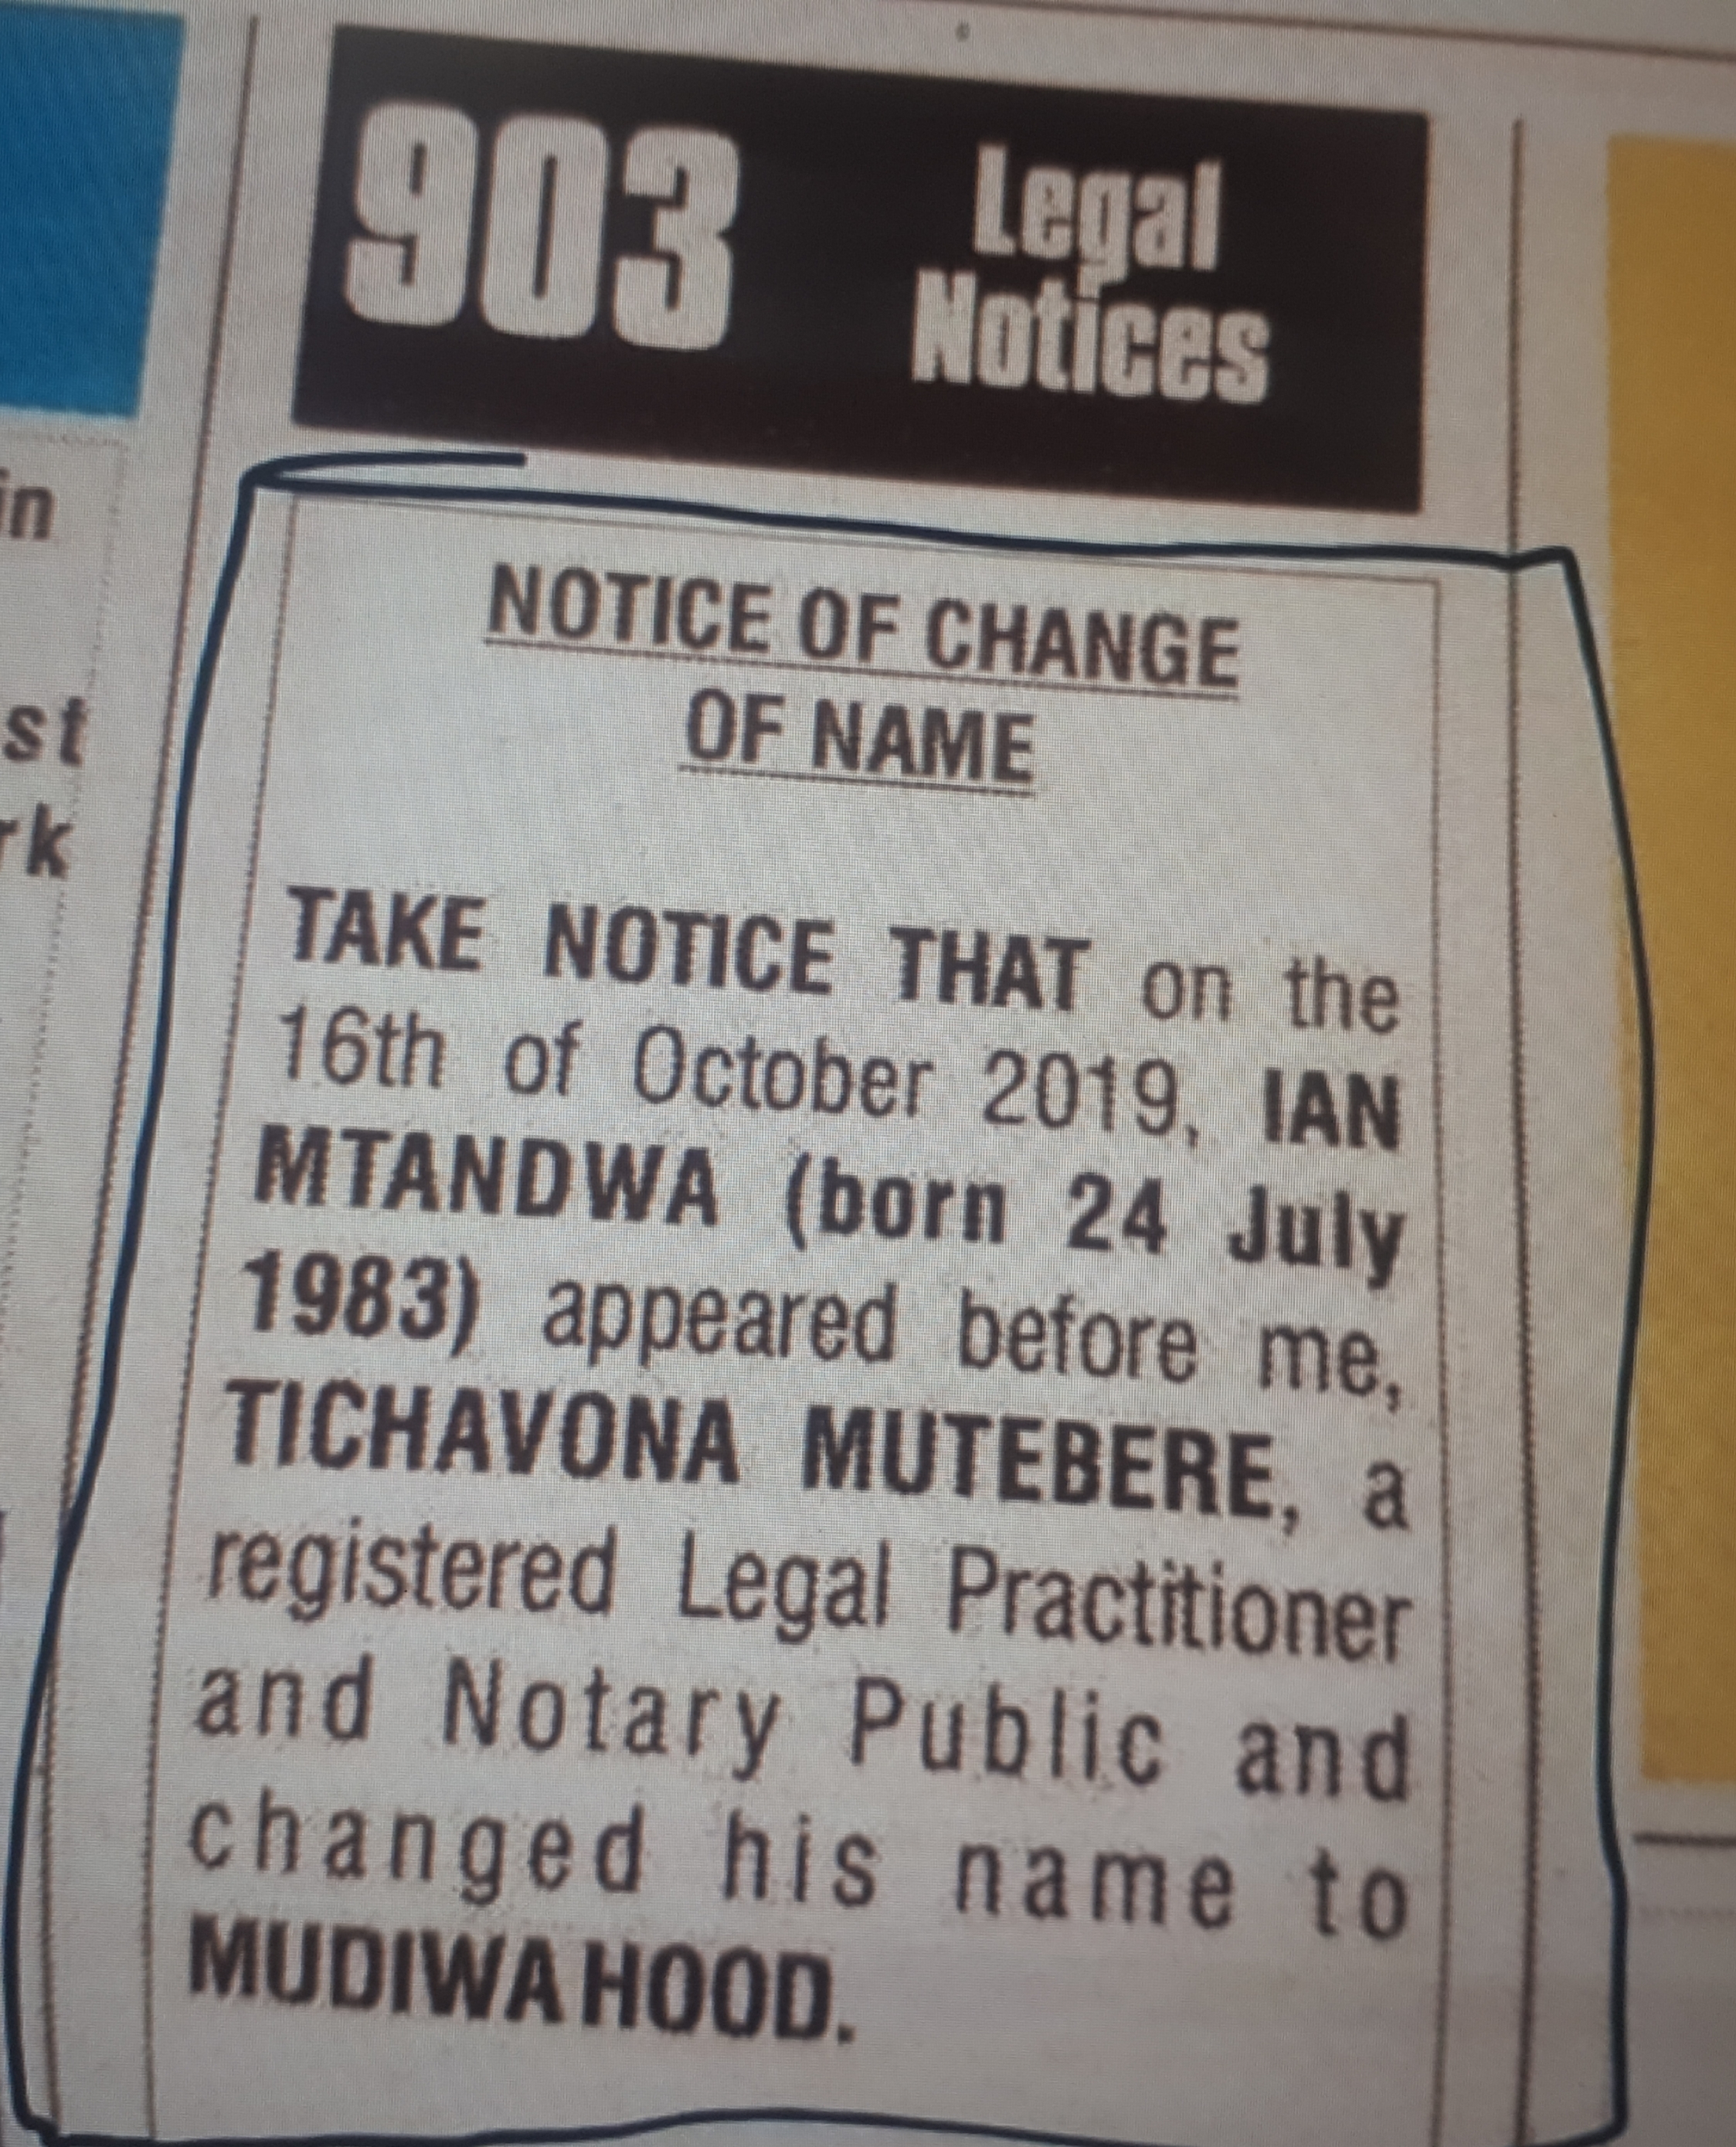 903 Legal
Notices
in
st
rk
NOTICE OF CHANGE
OF NAME
TAKE NOTICE THAT on the
16th of October 2019, IAN
MTANDWA (born 24 July
1983) appeared before me,
TICHAVONA MUTEBERE, a
registered Legal Practitioner
and Notary Public and
changed his name to
MUDIWA HOOD.